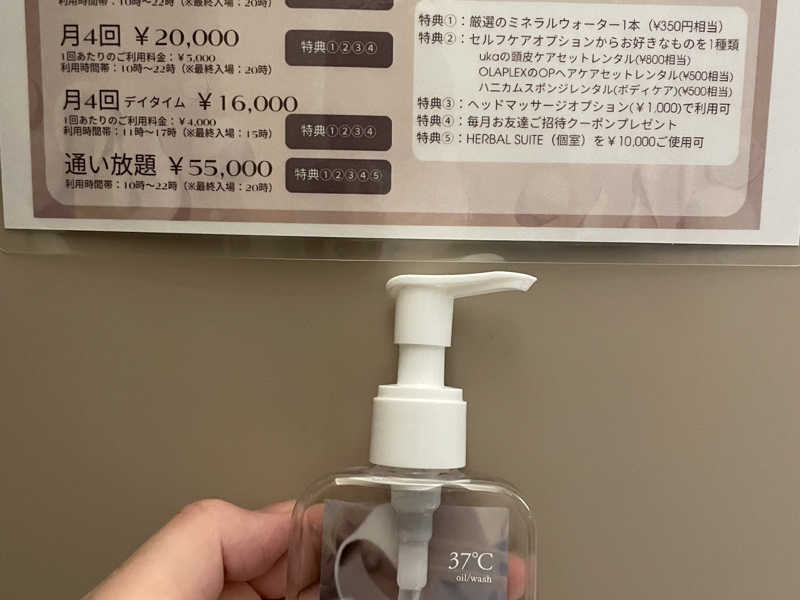 利用時間帯：10時〜22時（※最終入場：20時）
月4回 ￥20,000
1回あたりのご利用料金：￥5,000
利用時間帯：10時〜22時（※最終入場：20時）
特典①②③④
月4回 デイタイム ￥16,000
1回あたりのご利用料金：￥4,000
利用時間帯：11時〜17時（※最終入場：15時）
特典①②③④
通い放題 ￥55,000
利用時間帯：10時〜22時（※最終入場：20時）
特典①②③④⑤
特典①：厳選のミネラルウォーター1本（¥350円相当）
特典②：セルフケアオプションからお好きなものを1種類
ukaの頭皮ケアセットレンタル(¥800相当）
OLAPLEXのOPヘアケアセットレンタル(¥500相当）
ハニカムスポンジレンタル(ボディケア)(¥500相当）
特典③：ヘッドマッサージオプション(￥1,000)で利用可
特典④：毎月お友達ご招待クーポンプレゼント
特典⑤：HERBAL SUITE（個室）を￥10,000ご使用可
37℃
oil/wash